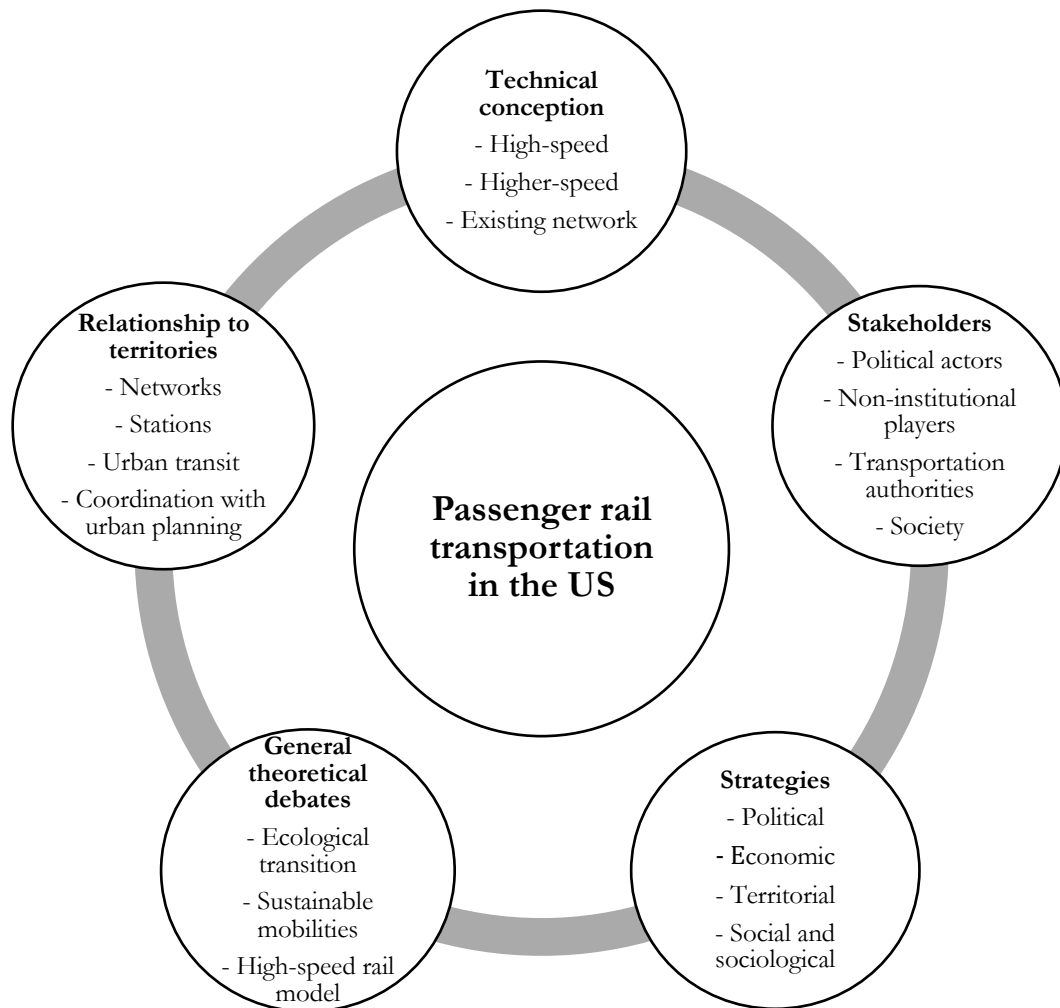 Technical
conception
- High-speed
- Higher-speed
- Existing network
Relationship to
territories
- Networks
- Stations
- Urban transit
- Coordination with
urban planning
Stakeholders
- Political actors
- Non-institutional
players
- Transportation
authorities
- Society
Passenger rail
transportation
in the US
General
theoretical
debates
- Ecological
transition
- Sustainable
mobilities
- High-speed rail
model
Strategies
- Political
- Economic
- Territorial
- Social and
sociological